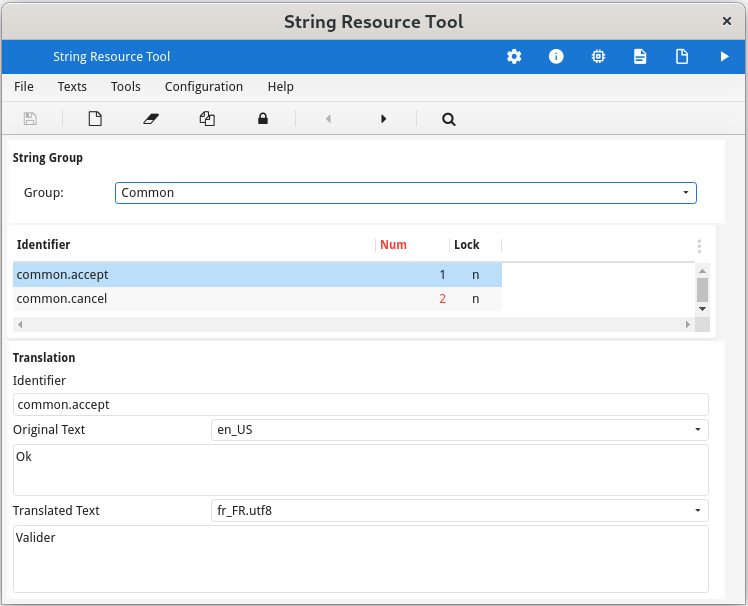 String Resource Tool
String Resource Tool
File Texts Tools Configuration Help
String Group
Group: Common
Identifier Num Lock
common.accept 1 n
common.cancel 2 n
Translation
Identifier
common.accept
Original Text en_US
Ok
Translated Text fr_FR.utf8
Valider